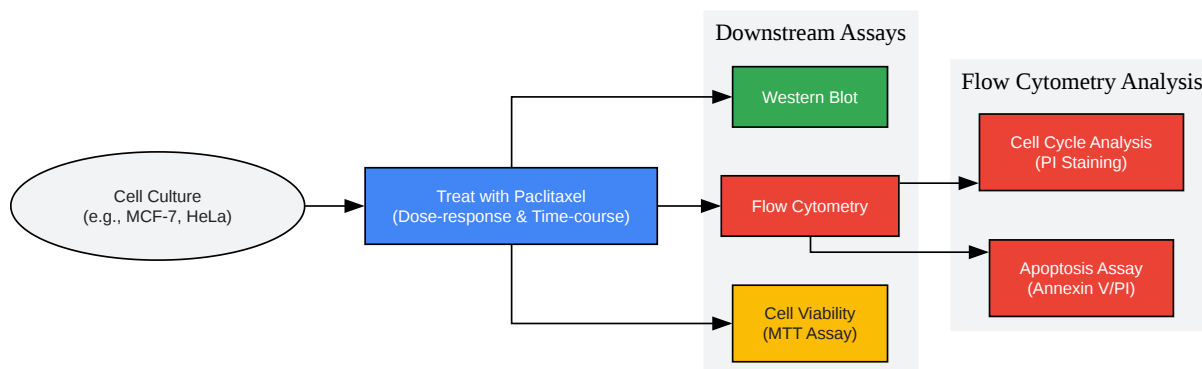 Downstream Assays
Flow Cytometry Analysis
Western Blot
Cell Cycle Analysis
(PI Staining)
Cell Culture
(e.g., MCF-7, HeLa)
Treat with Paclitaxel
(Dose-response & Time-course)
Flow Cytometry
Apoptosis Assay
(Annexin V/PI)
Cell Viability
(MTT Assay)